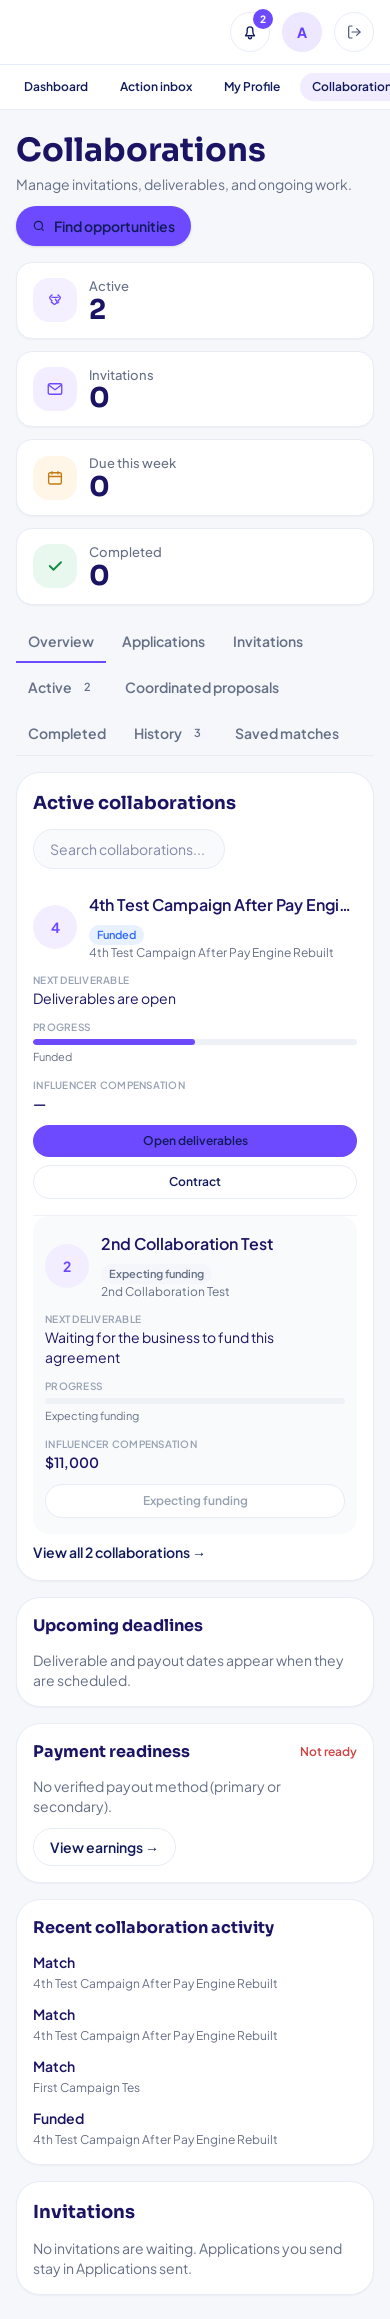 2
A
Dashboard
Action inbox
My Profile
Collaboration
Collaborations
Manage invitations, deliverables, and ongoing work.
Find opportunities
Active
2
Invitations
0
Due this week
0
Completed
0
Overview
Applications
Invitations
Active 2
Coordinated proposals
Completed
History 3
Saved matches
Active collaborations
Search collaborations...
4
4th Test Campaign After Pay Engi...
Funded
4th Test Campaign After Pay Engine Rebuilt
NEXT DELIVERABLE
Deliverables are open
PROGRESS
Funded
INFLUENCER COMPENSATION
—
Open deliverables
Contract
2
2nd Collaboration Test
Expecting funding
2nd Collaboration Test
NEXT DELIVERABLE
Waiting for the business to fund this
agreement
PROGRESS
Expecting funding
INFLUENCER COMPENSATION
$11,000
Expecting funding
View all 2 collaborations →
Upcoming deadlines
Deliverable and payout dates appear when they
are scheduled.
Payment readiness
Not ready
No verified payout method (primary or
secondary).
View earnings →
Recent collaboration activity
Match
4th Test Campaign After Pay Engine Rebuilt
Match
4th Test Campaign After Pay Engine Rebuilt
Match
First Campaign Tes
Funded
4th Test Campaign After Pay Engine Rebuilt
Invitations
No invitations are waiting. Applications you send
stay in Applications sent.